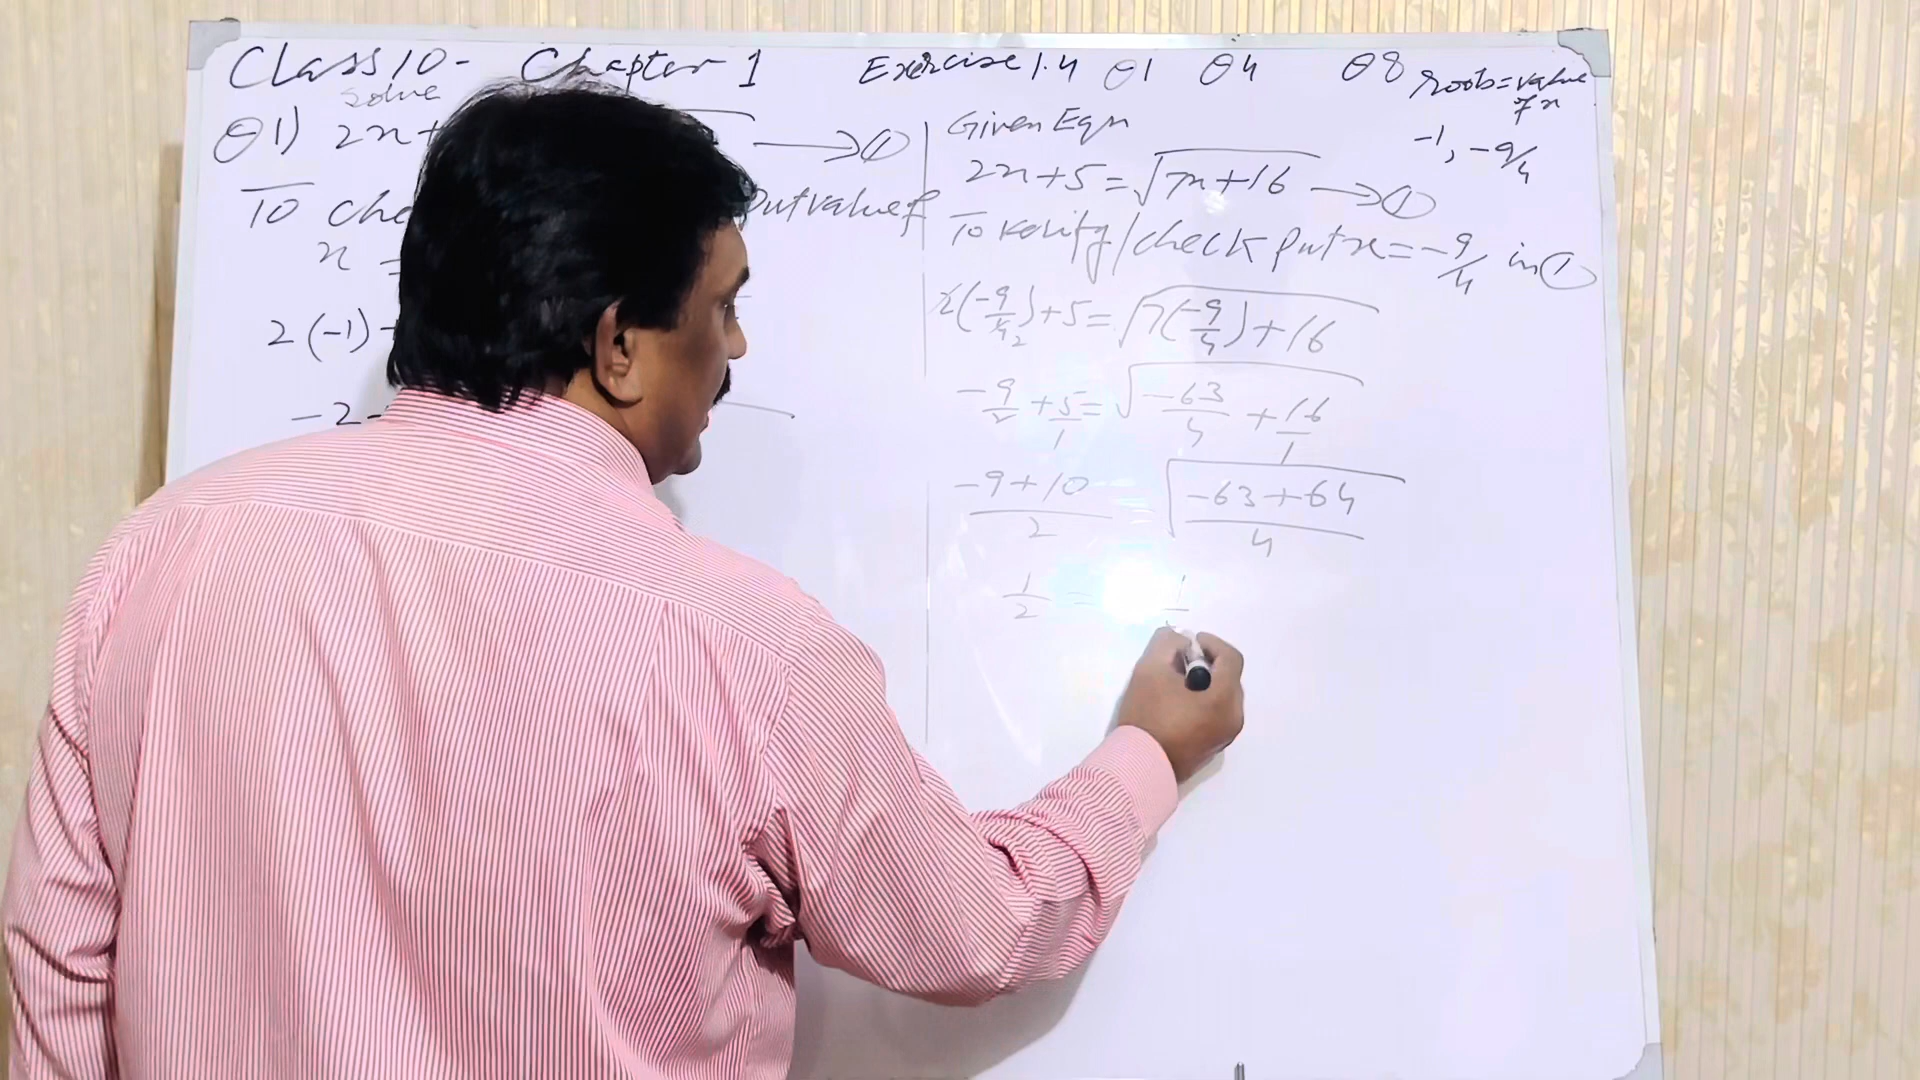 Class 10 - Chapter 1 Exercise 1.4 Q1 Q4 Q8 roots = value of x
solve
-1, -9/4
Q1) 2x+ → ①
To che Put value of
x =
2(-1)
-2
Given Eqn
2x+5 = √(7x+16) → ①
To verify/check Put x = -9/4 in ①
2(-9/4)2 + 5 = √(7(-9/4)+16)
-9/2 + 5/1 = √(-63/4 + 16/1)
-9+10/2 = √(-63+64/4)
1/2 = 1